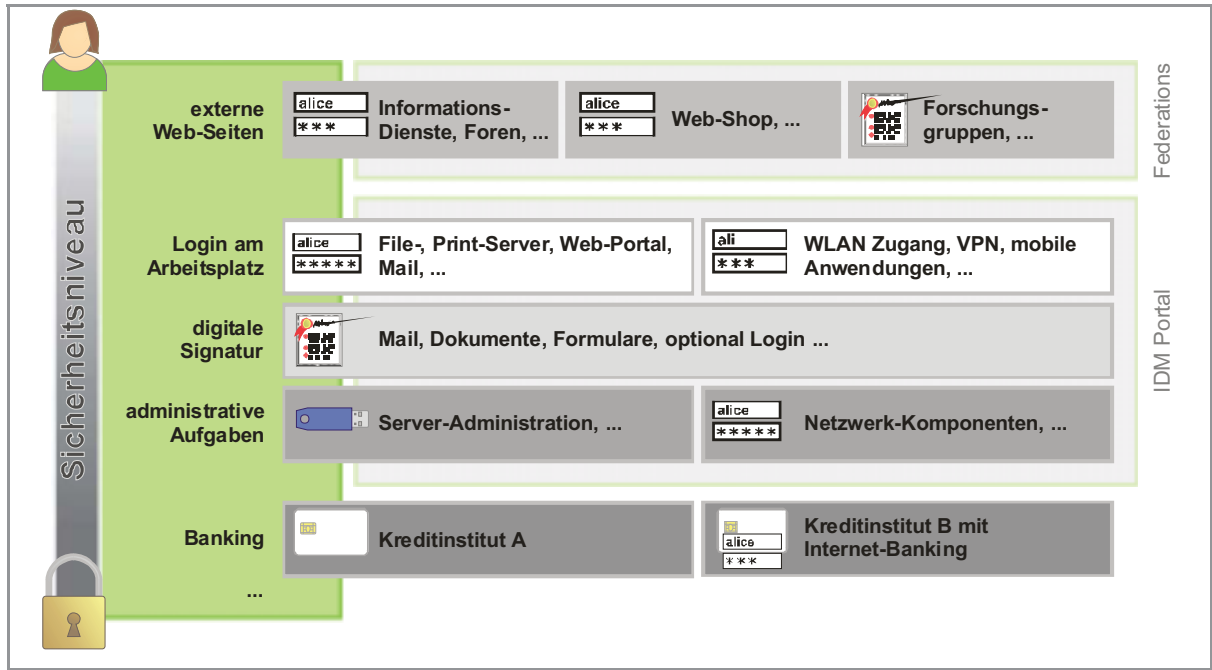 externe
Web-Seiten
alice
***
Informations-
Dienste, Foren, ...
alice
***
Web-Shop, ...
Forschungs-
gruppen, ...
Federations
Sicherheitsniveau
Login am
Arbeitsplatz
alice
*****
File-, Print-Server, Web-Portal,
Mail, ...
ali
***
WLAN Zugang, VPN, mobile
Anwendungen, ...
digitale
Signatur
Mail, Dokumente, Formulare, optional Login ...
IDM Portal
administrative
Aufgaben
Server-Administration, ...
alice
*****
Netzwerk-Komponenten, ...
Banking
Kreditinstitut A
alice
***
Kreditinstitut B mit
Internet-Banking
...